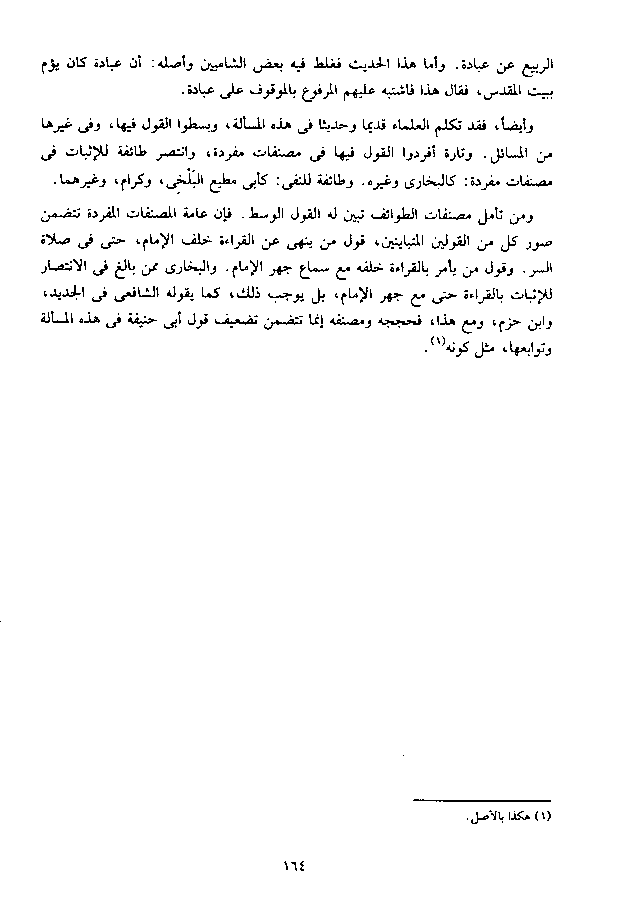 الربيع عن عبادة. وأما هذا الحديث فغلط فيه بعض الشاميين وأصله: أن عبادة كان يؤم
ببيت المقدس، فقال هذا فاشتبه عليهم المرفوع بالموقوف على عبادة.
وأيضاً، فقد تكلم العلماء قديما وحديثا فى هذه المسألة، وبسطوا القول فيها، وفى غيرها
من المسائل. وتارة أفردوا القول فيها فى مصنفات مفردة، وانتصر طائفة للإثبات فى
مصنفات مفردة: كالبخارى وغيره. وطائفة للنفى: كأبى مطيع البَلْخِى، وكرام، وغيرهما.
ومن تأمل مصنفات الطوائف تبين له القول الوسط. فإن عامة المصنفات المفردة تتضمن
صور كل من القولين المتباينين، قول من ينهى عن القراءة خلف الإمام، حتى فى صلاة
السر. وقول من يأمر بالقراءة خلفه مع سماع جهر الإمام. والبخارى ممن بالغ فى الانتصار
للإثبات بالقراءة حتى مع جهر الإمام، بل يوجب ذلك، كما يقوله الشافعى فى الجديد،
وابن حزم، ومع هذا، فحججه ومصنفه إنما تتضمن تضعيف قول أبى حنيفة فى هذه المسألة
وتوابعها، مثل كونه(١).
(١) هكذا بالأصل.
١٦٤